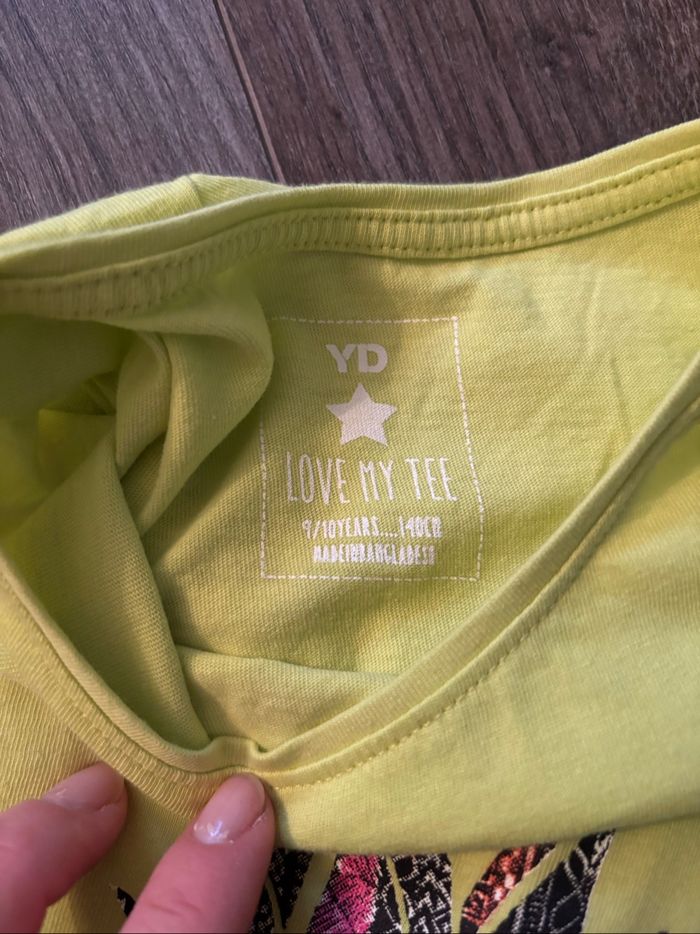 YD
LOVE MY TEE
9/10YEARS....140CM
MADEINBANGLADESH